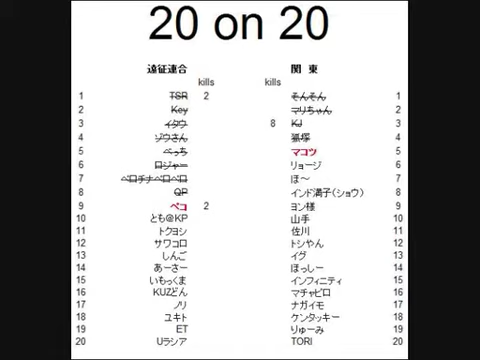 20 on 20
遠征連合 関 東
kills kills
1 TSR 2 そんそん 1
2 Key マリちゃん 2
3 イタウ 8 KJ 3
4 ゾウさん 狐塚 4
5 べっち マコツ 5
6 ロジャー リョージ 6
7 ペロチナペロペロ ほ～ 7
8 QP インド満子(ショウ) 8
9 ペコ 2 ヨン様 9
10 とも@KP 山手 10
11 トクヨシ 佐川 11
12 サワコロ トシやん 12
13 しんご イグ 13
14 あーさー ほっしー 14
15 いもっくま インフィニティ 15
16 KUZどん マチャピロ 16
17 ノリ ナガイモ 17
18 ユキト ケンタッキー 18
19 ET りゅーみ 19
20 Uラシア TORI 20